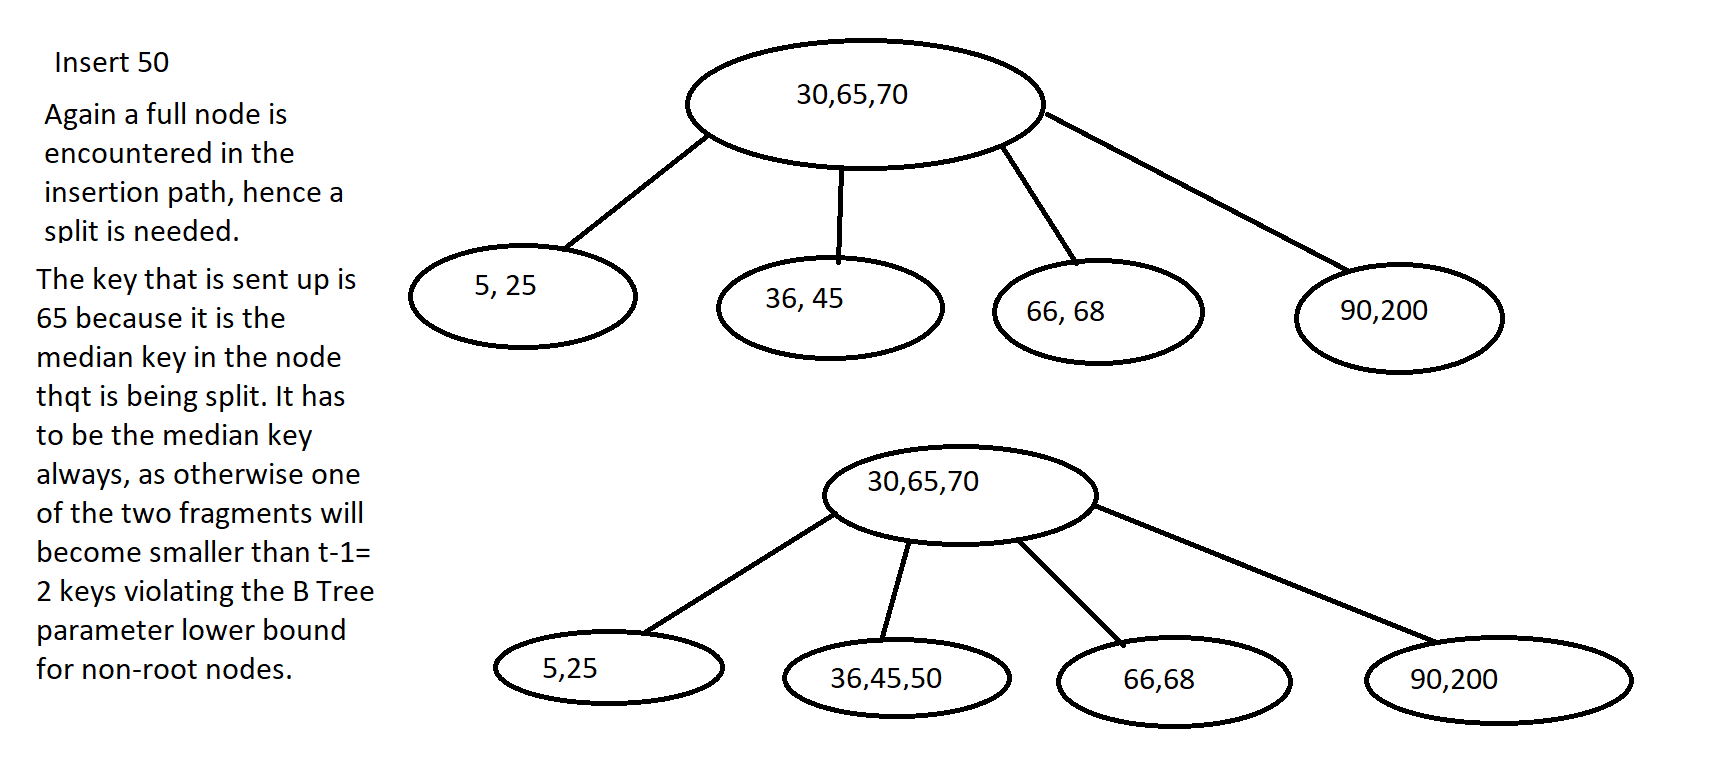 Insert 50
Again a full node is
encountered in the
insertion path, hence a
split is needed.
The key that is sent up is
65 because it is the
median key in the node
thqt is being split. It has
to be the median key
always, as otherwise one
of the two fragments will
become smaller than t-1=
2 keys violating the B Tree
parameter lower bound
for non-root nodes.
30,65,70
5, 25
36, 45
66, 68
90,200
30,65,70
5,25
36,45,50
66,68
90,200